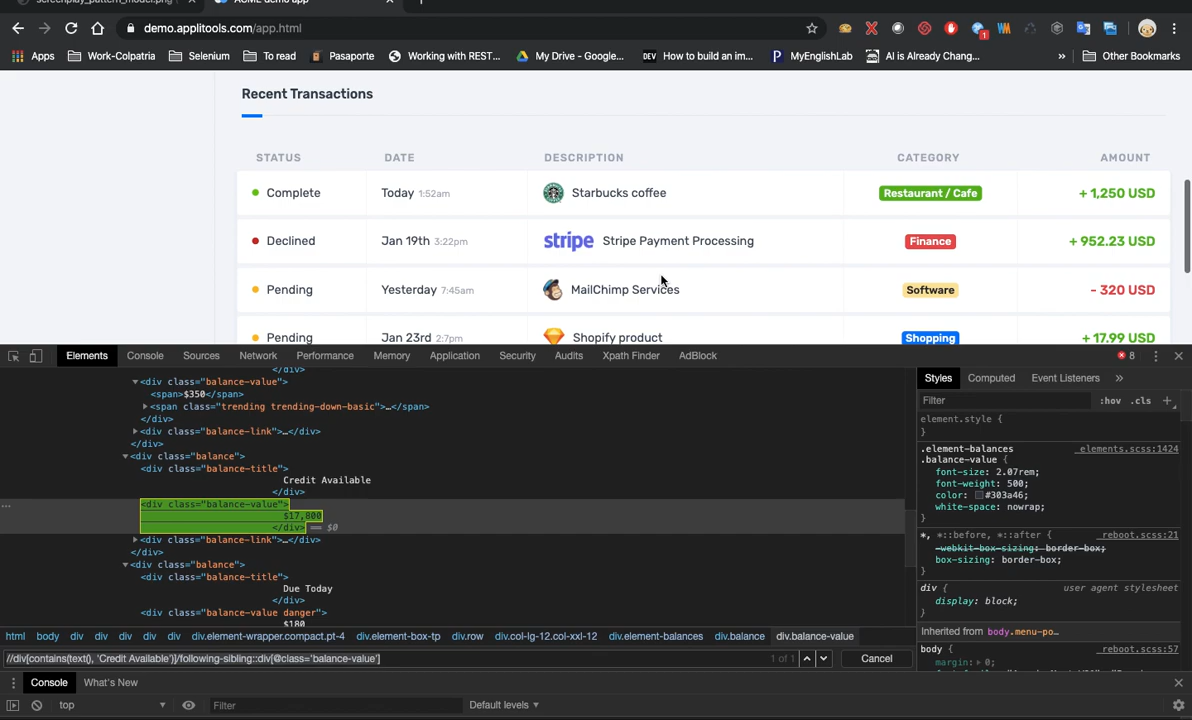 screenplay_pattern_model.png
ACME demo app
demo.applitools.com/app.html
1
Apps Work-Colpatria Selenium To read Pasaporte Working with REST... My Drive - Google... DEV How to build an im... P MyEnglishLab AI is Already Chang... » Other Bookmarks
Recent Transactions
STATUS DATE DESCRIPTION CATEGORY AMOUNT
Complete Today 1:52am Starbucks coffee Restaurant / Cafe + 1,250 USD
Declined Jan 19th 3:22pm stripe Stripe Payment Processing Finance + 952.23 USD
Pending Yesterday 7:45am MailChimp Services Software - 320 USD
Pending Jan 23rd 2:7pm Shopify product Shopping + 17.99 USD
Elements Console Sources Network Performance Memory Application Security Audits Xpath Finder AdBlock 8
</div>
<div class="balance-value">
<span>$350</span>
<span class="trending trending-down-basic">…</span>
</div>
<div class="balance-link">…</div>
</div>
<div class="balance">
<div class="balance-title">
Credit Available
</div>
<div class="balance-value">
$17,800
</div> == $0
<div class="balance-link">…</div>
</div>
<div class="balance">
<div class="balance-title">
Due Today
</div>
<div class="balance-value danger">
$180
html body div div div div div div.element-wrapper.compact.pt-4 div.element-box-tp div.row div.col-lg-12.col-xxl-12 div.element-balances div.balance div.balance-value
//div[contains(text(), 'Credit Available')]/following-sibling::div[@class='balance-value'] 1 of 1 Cancel
Styles Computed Event Listeners »
Filter :hov .cls +
element.style {
}
.element-balances _elements.scss:1424
.balance-value {
font-size: 2.07rem;
font-weight: 500;
color: #303a46;
white-space: nowrap;
}
*, *::before, *::after { _reboot.scss:21
-webkit-box-sizing: border-box;
box-sizing: border-box;
}
div { user agent stylesheet
display: block;
}
Inherited from body.menu-po…
body { _reboot.scss:57
margin: 0;
Console What's New
top Filter Default levels